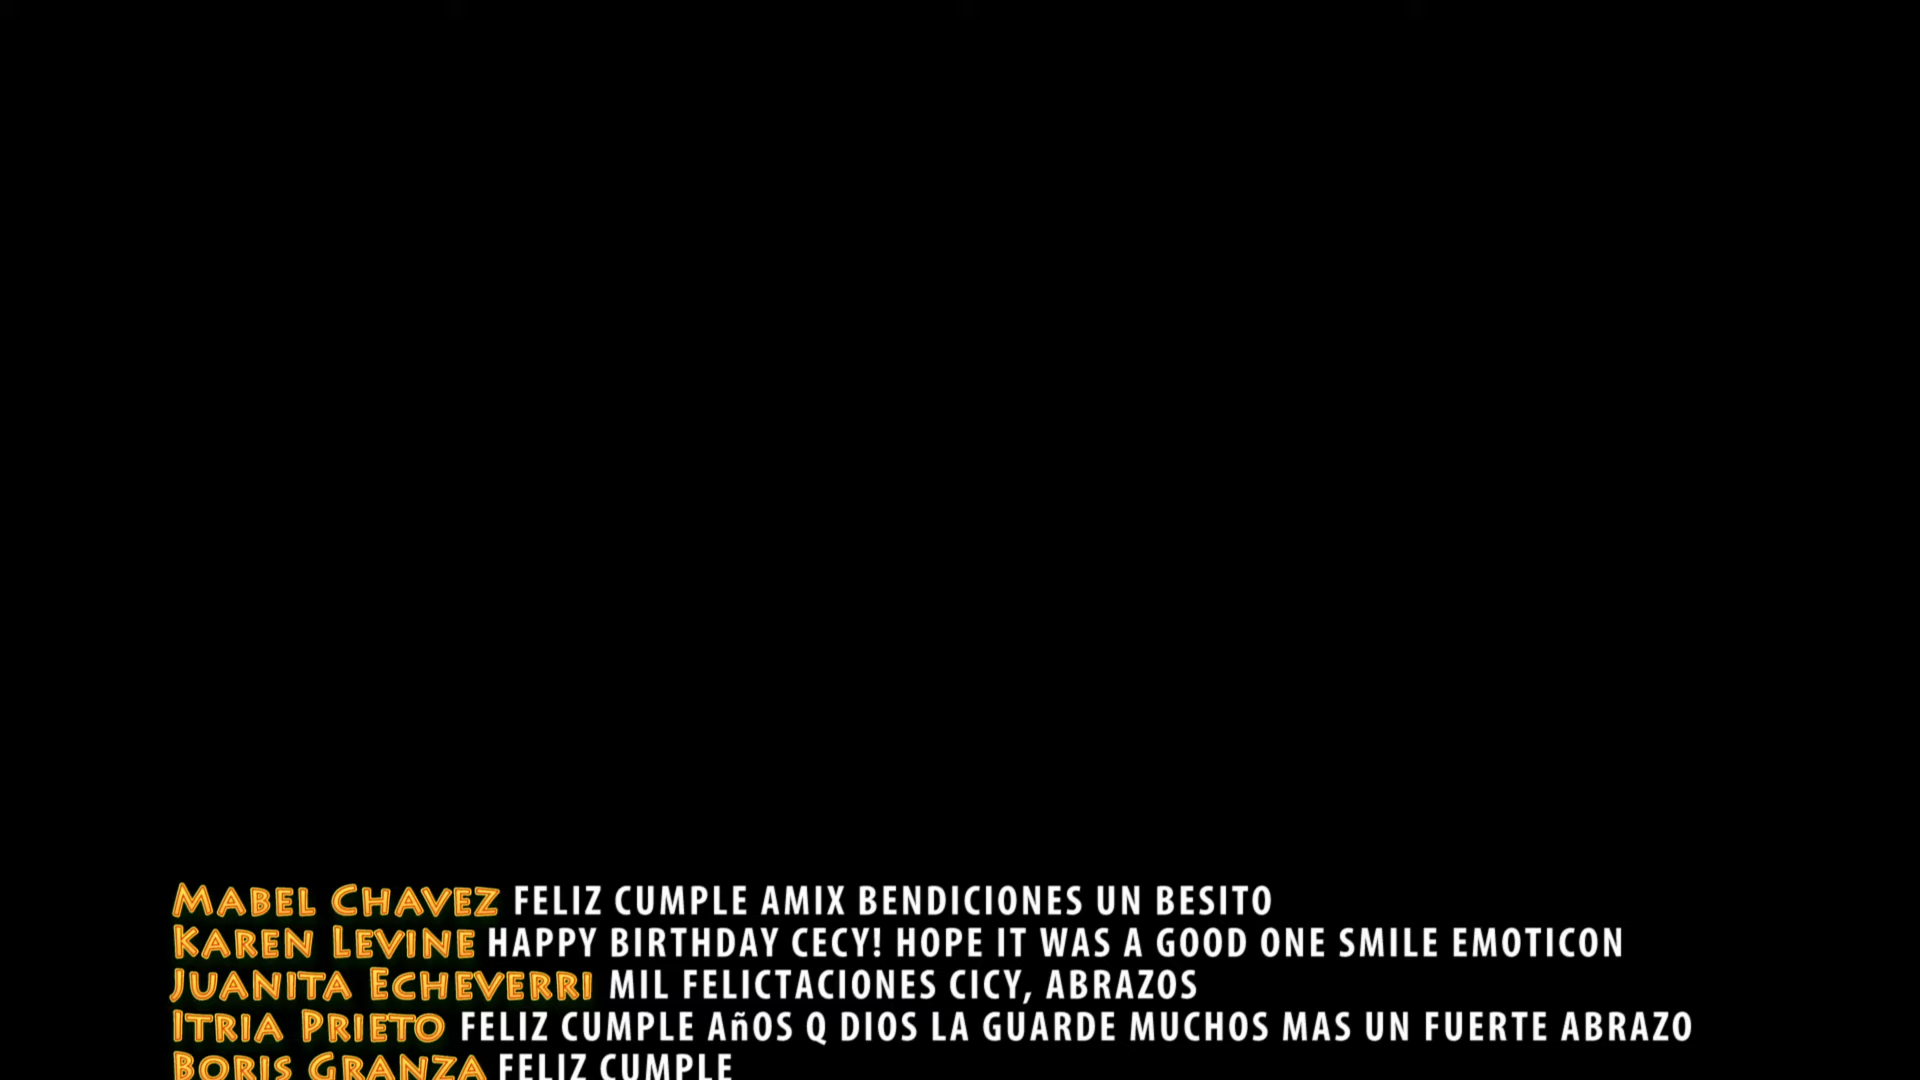 Mabel Chavez FELIZ CUMPLE AMIX BENDICIONES UN BESITO
Karen Levine HAPPY BIRTHDAY CECY! HOPE IT WAS A GOOD ONE SMILE EMOTICON
Juanita Echeverri MIL FELICTACIONES CICY, ABRAZOS
Itria Prieto FELIZ CUMPLE AñOS Q DIOS LA GUARDE MUCHOS MAS UN FUERTE ABRAZO
Boris Granza FELIZ CUMPLE